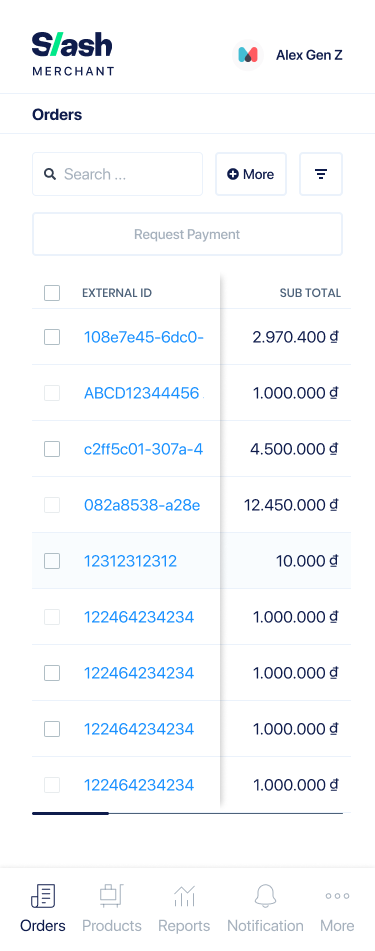 Slash
MERCHANT
Alex Gen Z
Orders
Search ...
More
Request Payment
EXTERNAL ID SUB TOTAL
108e7e45-6dc0- 2.970.400 ₫
ABCD12344456 1.000.000 ₫
c2ff5c01-307a-4 4.500.000 ₫
082a8538-a28e 12.450.000 ₫
12312312312 10.000 ₫
122464234234 1.000.000 ₫
122464234234 1.000.000 ₫
122464234234 1.000.000 ₫
122464234234 1.000.000 ₫
Orders Products Reports Notification More